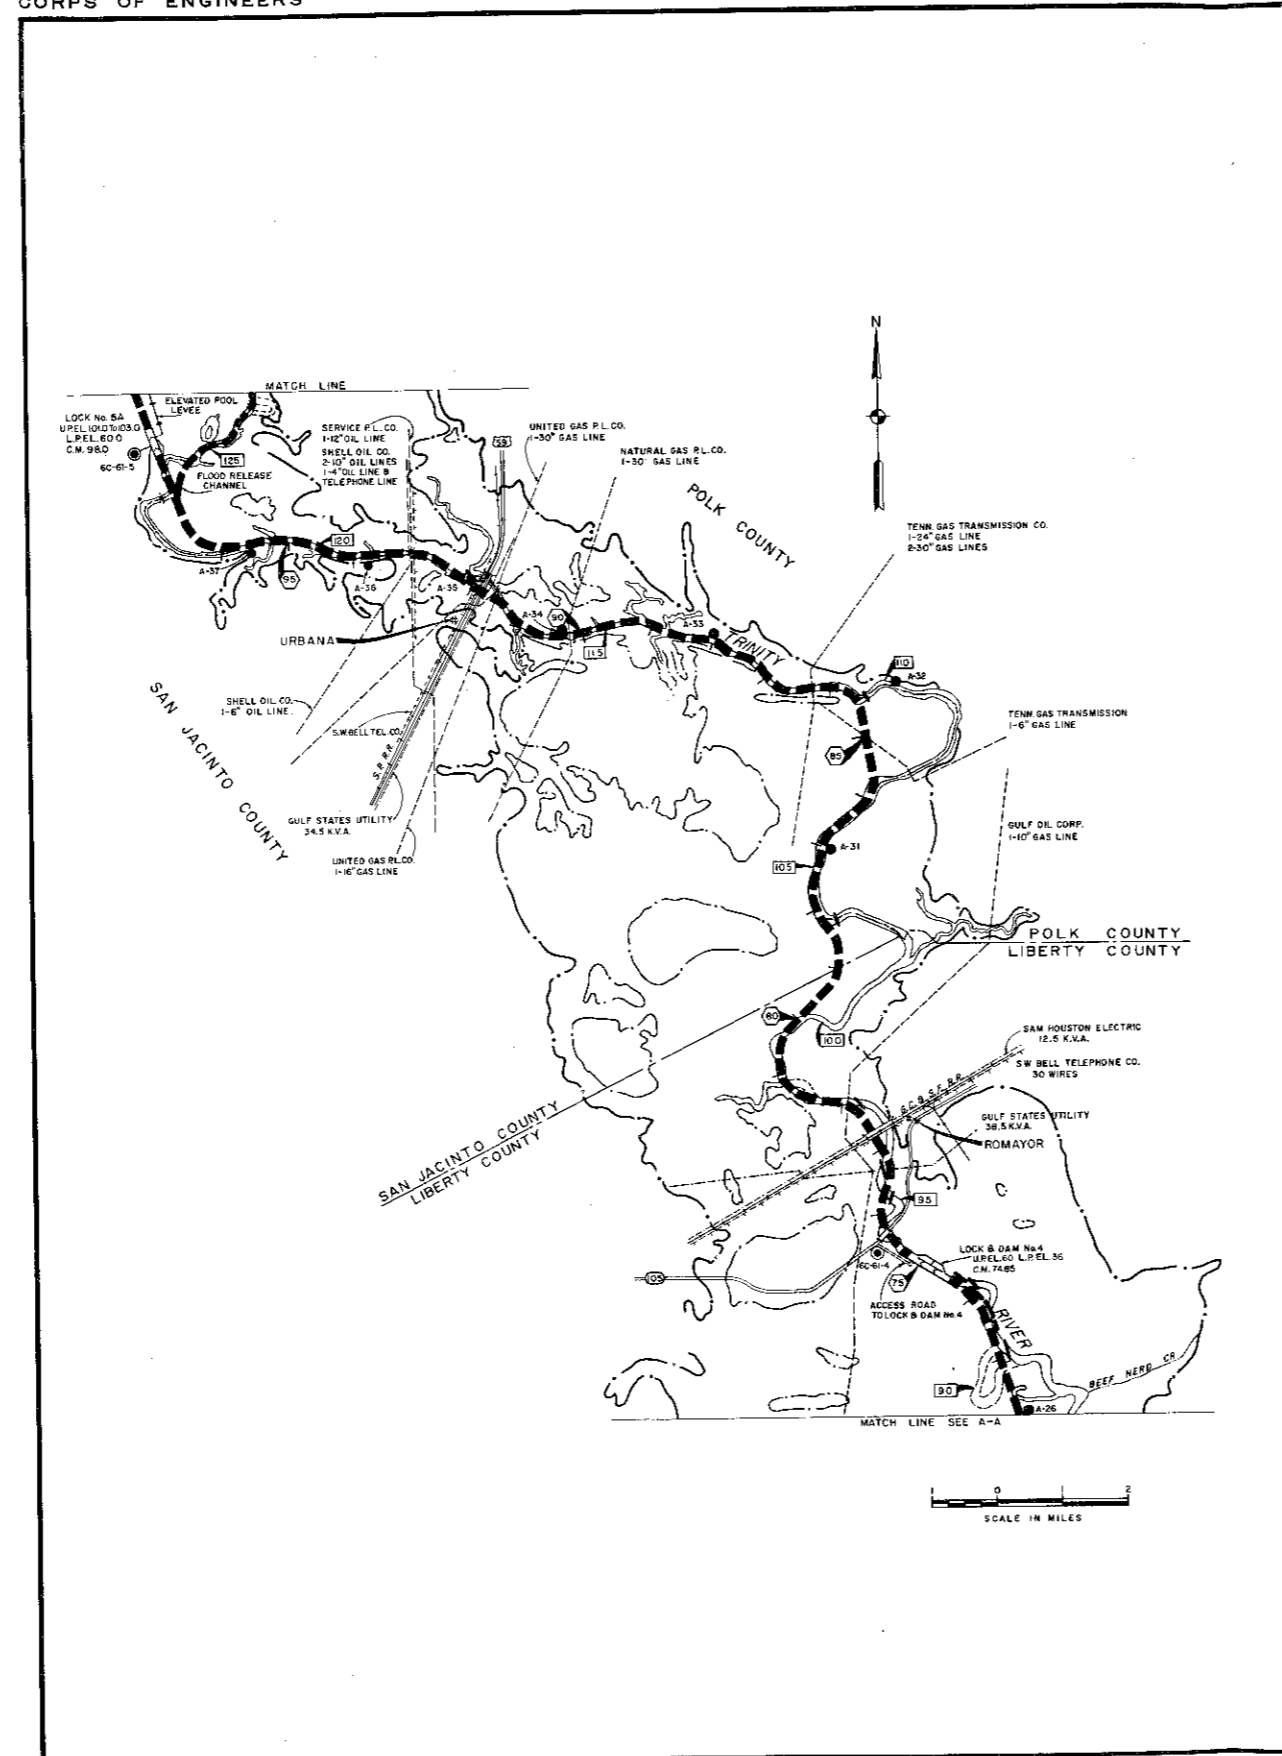 CORPS OF ENGINEERS
N
MATCH LINE
ELEVATED POOL
LEVEE
LOCK No. 5A
U.P.EL.101.0 To 103.0
L.P.EL.60.0
C.M. 98.0
6C-61-5
125
FLOOD RELEASE
CHANNEL
SERVICE P.L. CO.
1-12" OIL LINE
SHELL OIL CO.
2-10" OIL LINES
1-4" OIL LINE &
TELEPHONE LINE
59
UNITED GAS P.L. CO.
1-30" GAS LINE
NATURAL GAS P.L. CO.
1-30" GAS LINE
POLK COUNTY
TENN. GAS TRANSMISSION CO.
1-24" GAS LINE
2-30" GAS LINES
A-37
95
120
A-36
A-35
A-34
90
115
A-33
TRINITY
110
A-32
URBANA
SAN JACINTO COUNTY
SHELL OIL CO.
1-6" OIL LINE
S.W. BELL TEL. CO.
S.P. R.R.
GULF STATES UTILITY
34.5 K.V.A.
UNITED GAS P.L. CO.
1-16" GAS LINE
TENN. GAS TRANSMISSION
1-6" GAS LINE
85
GULF OIL CORP.
1-10" GAS LINE
A-31
105
POLK COUNTY
LIBERTY COUNTY
80
100
SAM HOUSTON ELECTRIC
12.5 K.V.A.
SW BELL TELEPHONE CO.
30 WIRES
G.C. & S.F. R.R.
GULF STATES UTILITY
38.5 K.V.A.
ROMAYOR
SAN JACINTO COUNTY
LIBERTY COUNTY
95
LOCK & DAM No.4
U.P.EL.60 L.P.EL.36
C.M. 74.85
6C-61-4
75
105
ACCESS ROAD
TO LOCK & DAM No.4
RIVER
90
BEEF HERD CR.
A-26
MATCH LINE SEE A-A
1 0 2
SCALE IN MILES